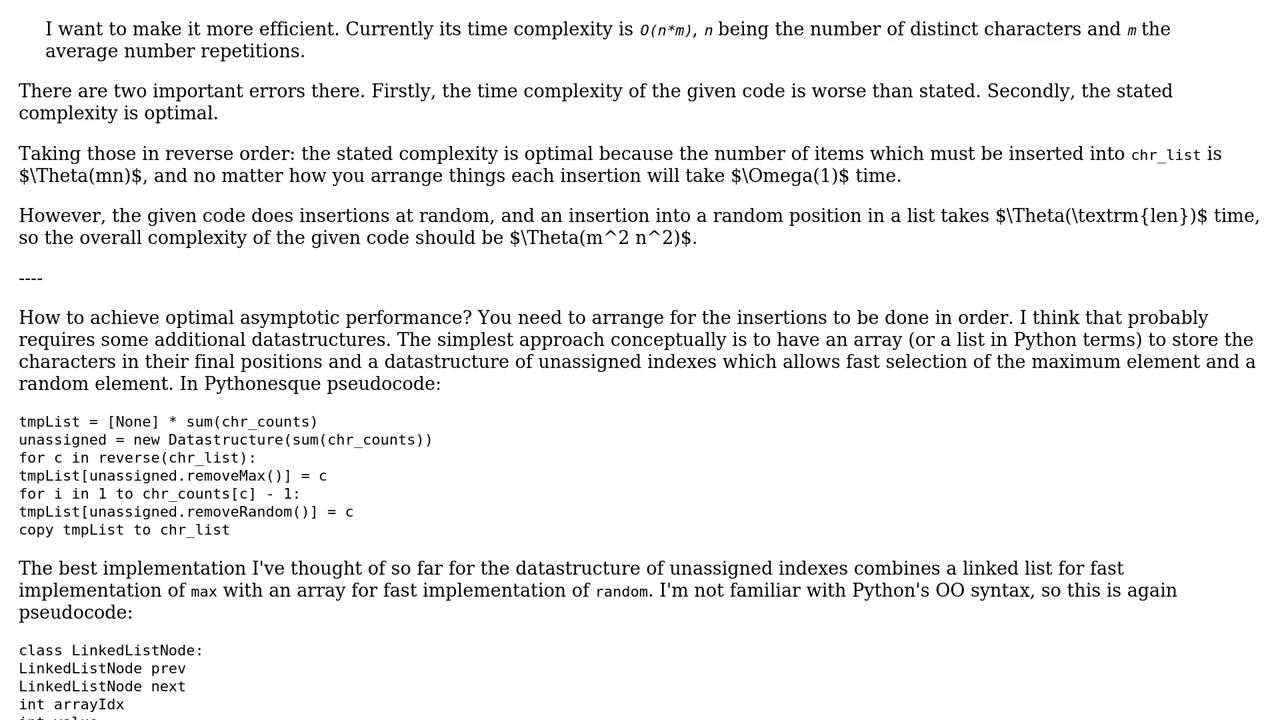 I want to make it more efficient. Currently its time complexity is O(n*m), n being the number of distinct characters and m the
average number repetitions.
There are two important errors there. Firstly, the time complexity of the given code is worse than stated. Secondly, the stated
complexity is optimal.
Taking those in reverse order: the stated complexity is optimal because the number of items which must be inserted into chr_list is
$\Theta(mn)$, and no matter how you arrange things each insertion will take $\Omega(1)$ time.
However, the given code does insertions at random, and an insertion into a random position in a list takes $\Theta(\textrm{len})$ time,
so the overall complexity of the given code should be $\Theta(m^2 n^2)$.
----
How to achieve optimal asymptotic performance? You need to arrange for the insertions to be done in order. I think that probably
requires some additional datastructures. The simplest approach conceptually is to have an array (or a list in Python terms) to store the
characters in their final positions and a datastructure of unassigned indexes which allows fast selection of the maximum element and a
random element. In Pythonesque pseudocode:
tmpList = [None] * sum(chr_counts)
unassigned = new Datastructure(sum(chr_counts))
for c in reverse(chr_list):
tmpList[unassigned.removeMax()] = c
for i in 1 to chr_counts[c] - 1:
tmpList[unassigned.removeRandom()] = c
copy tmpList to chr_list
The best implementation I've thought of so far for the datastructure of unassigned indexes combines a linked list for fast
implementation of max with an array for fast implementation of random. I'm not familiar with Python's OO syntax, so this is again
pseudocode:
class LinkedListNode:
LinkedListNode prev
LinkedListNode next
int arrayIdx
int value